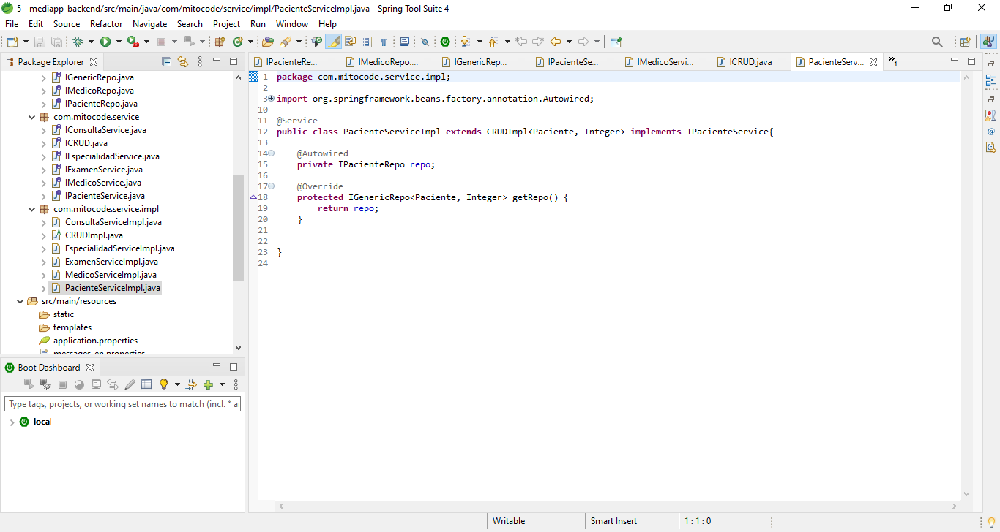 5 - mediapp-backend/src/main/java/com/mitocode/service/impl/PacienteServiceImpl.java - Spring Tool Suite 4
File Edit Source Refactor Navigate Search Project Run Window Help
Package Explorer
IGenericRepo.java
IMedicoRepo.java
IPacienteRepo.java
com.mitocode.service
IConsultaService.java
ICRUD.java
IEspecialidadService.java
IExamenService.java
IMedicoService.java
IPacienteService.java
com.mitocode.service.impl
ConsultaServiceImpl.java
CRUDImpl.java
EspecialidadServiceImpl.java
ExamenServiceImpl.java
MedicoServiceImpl.java
PacienteServiceImpl.java
src/main/resources
static
templates
application.properties
messages_en.properties
Boot Dashboard
Type tags, projects, or working set names to match (incl. * a
local
IPacienteRe... IMedicoRepo.... IGenericRep... IPacienteSe... IMedicoServi... ICRUD.java PacienteServ... »1
1 package com.mitocode.service.impl;
2
3 import org.springframework.beans.factory.annotation.Autowired;
10
11 @Service
12 public class PacienteServiceImpl extends CRUDImpl<Paciente, Integer> implements IPacienteService{
13
14 @Autowired
15 private IPacienteRepo repo;
16
17 @Override
18 protected IGenericRepo<Paciente, Integer> getRepo() {
19 return repo;
20 }
21
22
23 }
24
Writable Smart Insert 1 : 1 : 0